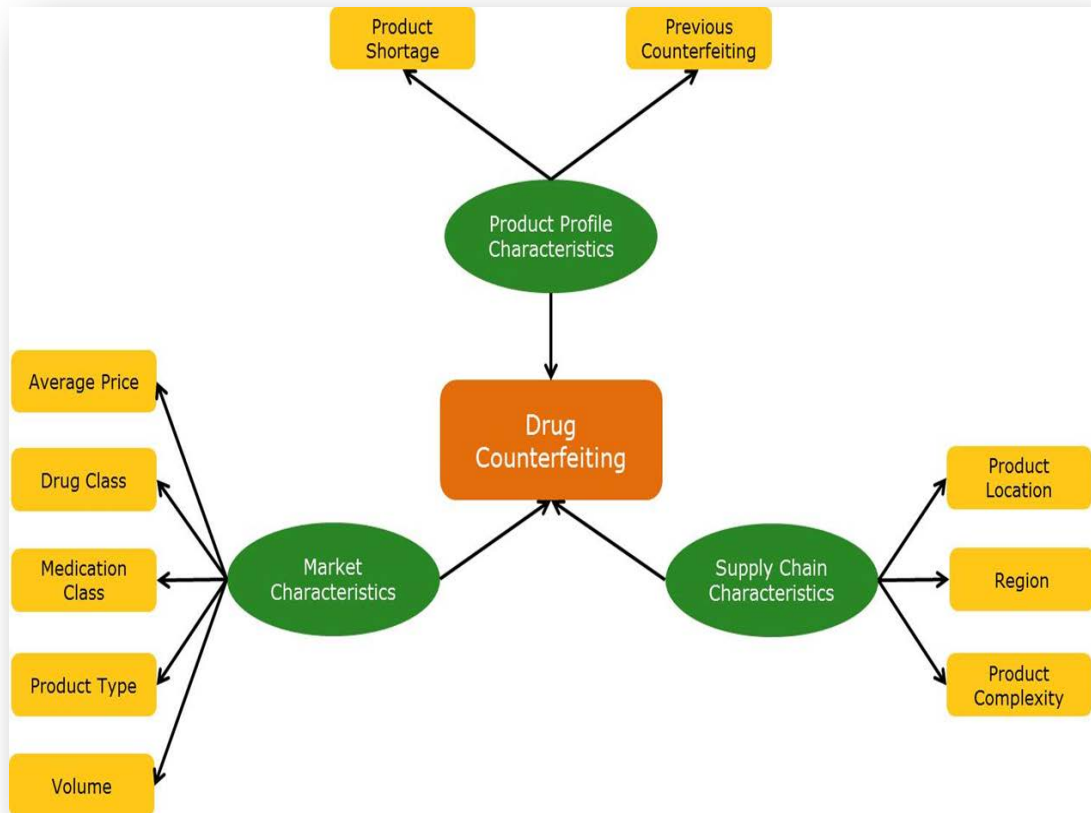 Product
Shortage
Previous
Counterfeiting
Product Profile
Characteristics
Average Price
Drug
Counterfeiting
Drug Class
Product
Location
Medication
Class
Market
Characteristics
Supply Chain
Characteristics
Region
Product Type
Product
Complexity
Volume